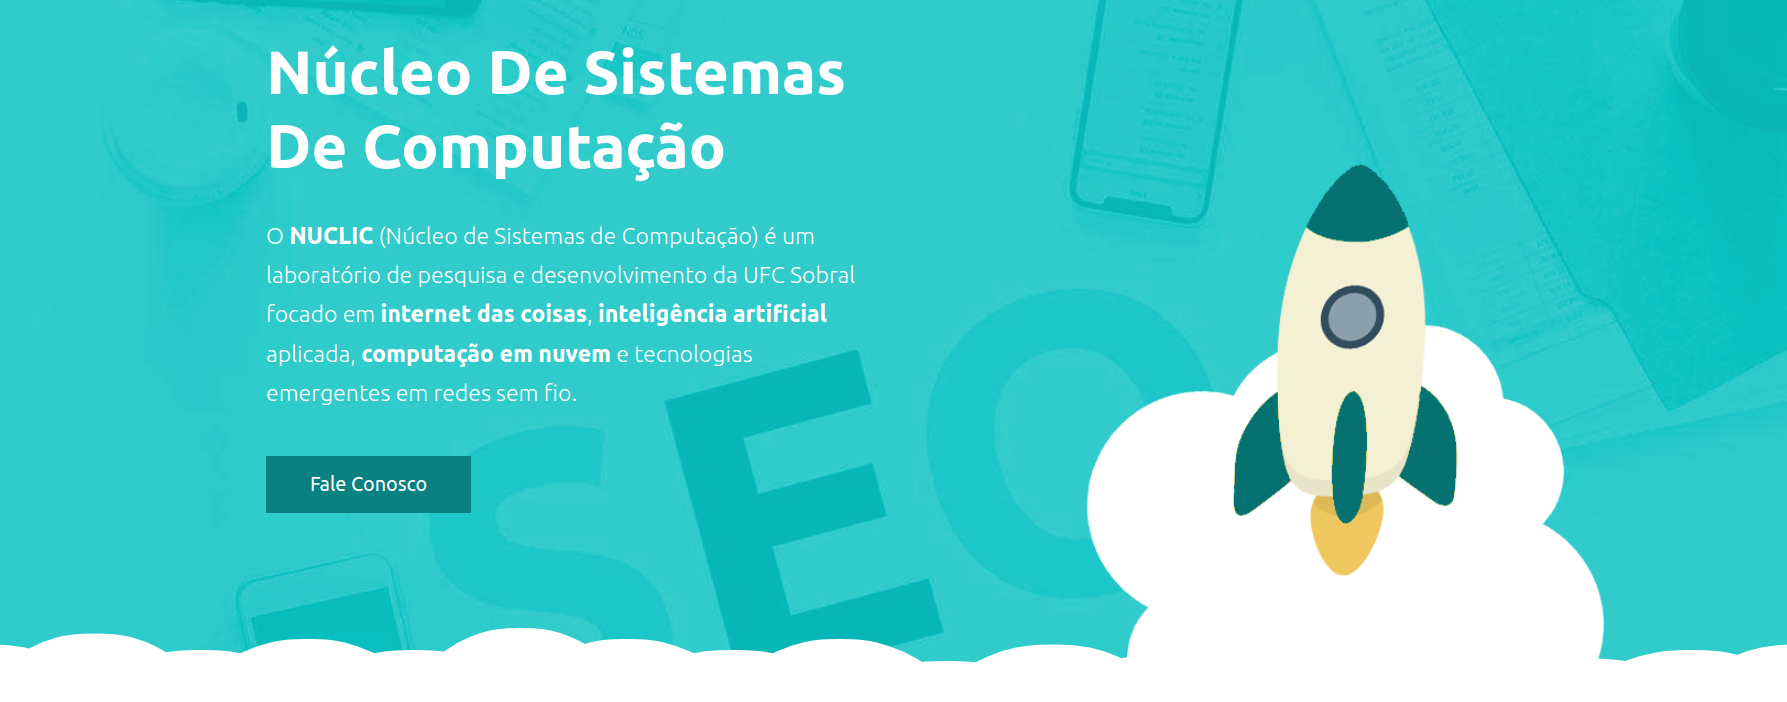 Núcleo De Sistemas
De Computação
O NUCLIC (Núcleo de Sistemas de Computação) é um
laboratório de pesquisa e desenvolvimento da UFC Sobral
focado em internet das coisas, inteligência artificial
aplicada, computação em nuvem e tecnologias
emergentes em redes sem fio.
Fale Conosco
SEO